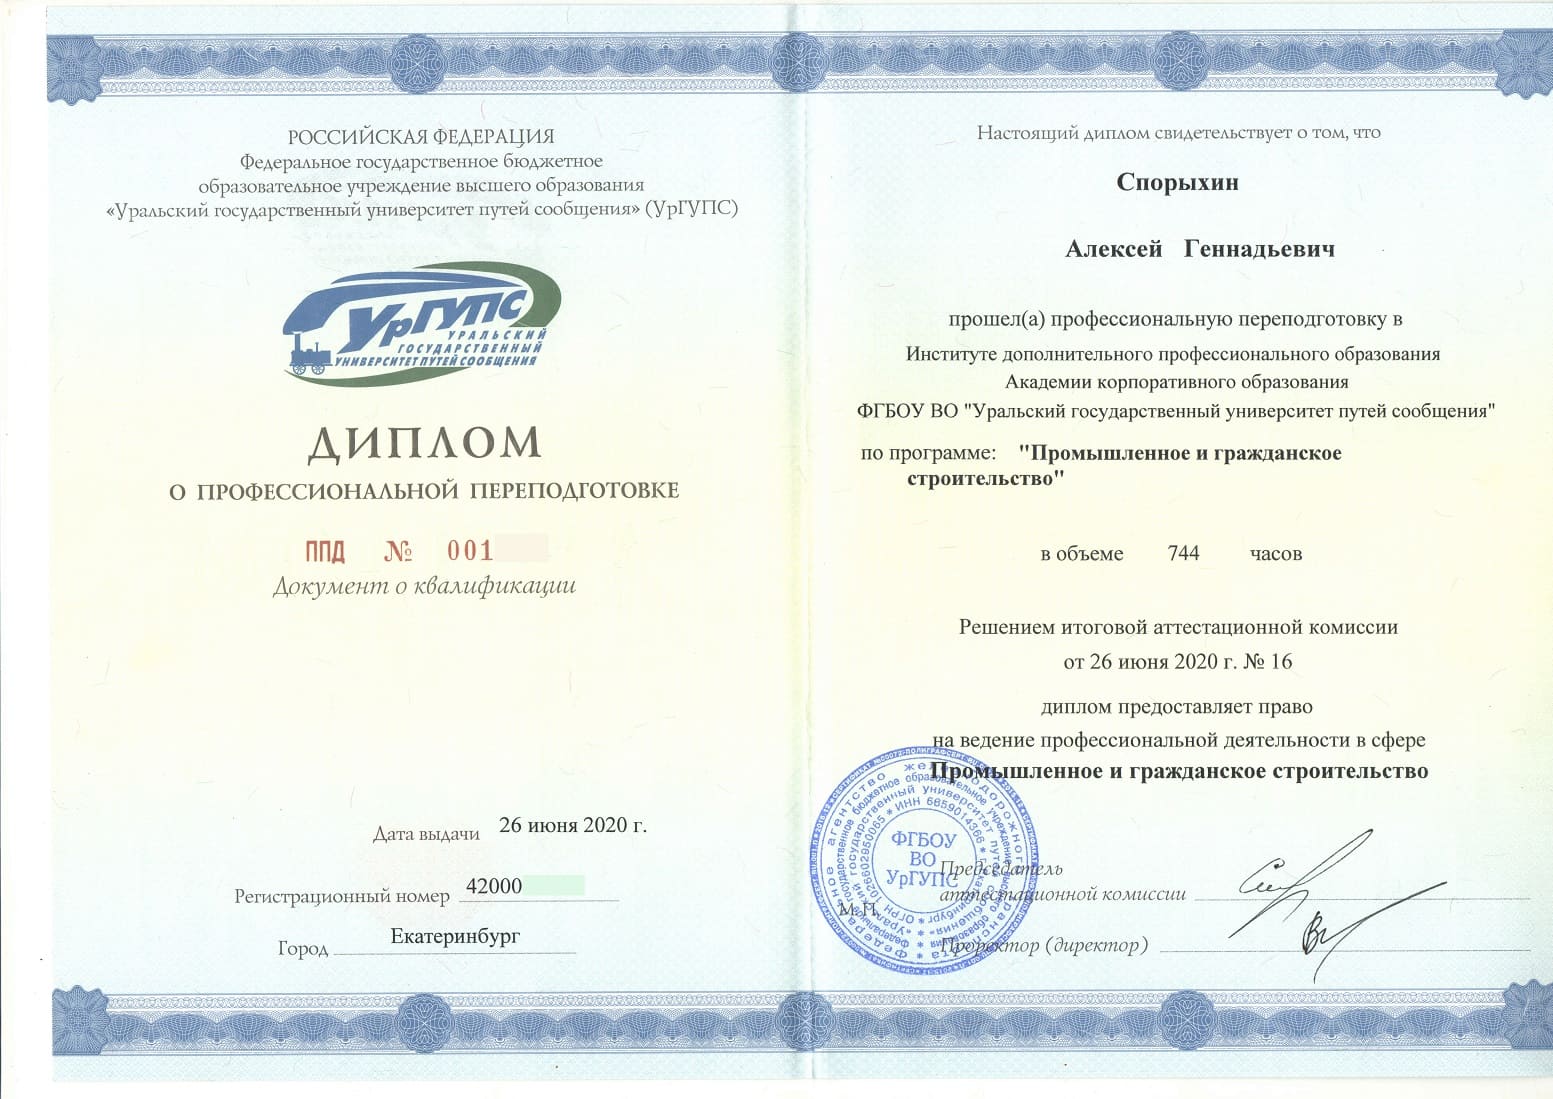 РОССИЙСКАЯ ФЕДЕРАЦИЯ
Федеральное государственное бюджетное
образовательное учреждение высшего образования
«Уральский государственный университет путей сообщения» (УрГУПС)
УрГУПС
УРАЛЬСКИЙ
ГОСУДАРСТВЕННЫЙ
УНИВЕРСИТЕТ ПУТЕЙ СООБЩЕНИЯ
ДИПЛОМ
О ПРОФЕССИОНАЛЬНОЙ ПЕРЕПОДГОТОВКЕ
ППД № 001
Документ о квалификации
Дата выдачи 26 июня 2020 г.
Регистрационный номер 42000
Город Екатеринбург
Настоящий диплом свидетельствует о том, что
Спорыхин
Алексей Геннадьевич
прошел(а) профессиональную переподготовку в
Институте дополнительного профессионального образования
Академии корпоративного образования
ФГБОУ ВО "Уральский государственный университет путей сообщения"
по программе: "Промышленное и гражданское
строительство"
в объеме 744 часов
Решением итоговой аттестационной комиссии
от 26 июня 2020 г. № 16
диплом предоставляет право
на ведение профессиональной деятельности в сфере
Промышленное и гражданское строительство
Председатель
аттестационной комиссии
М.П.
Проректор (директор)
ФГБОУ
ВО
УрГУПС